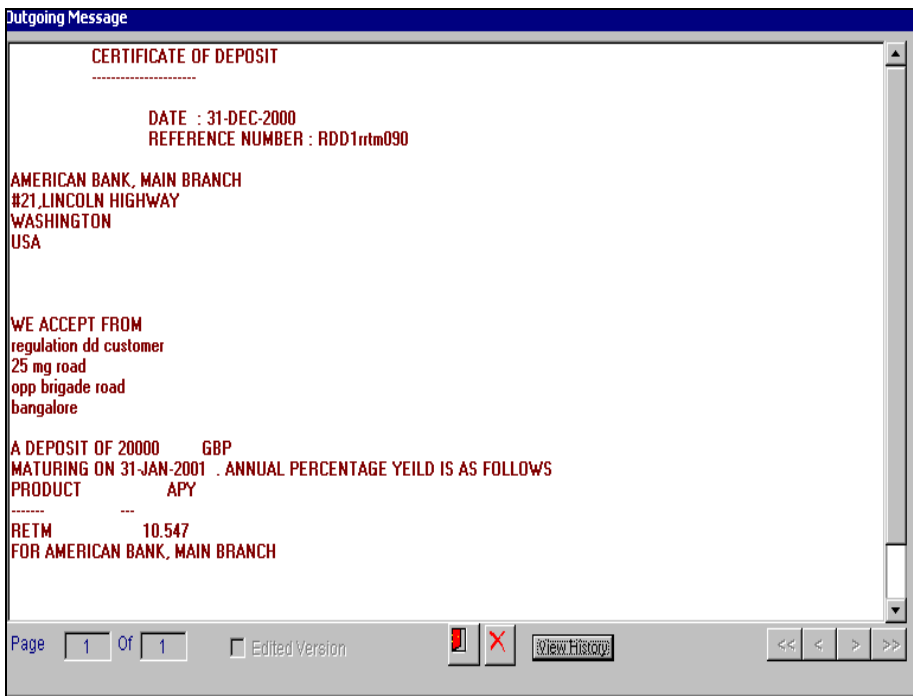 Outgoing Message
CERTIFICATE OF DEPOSIT
----------------------
DATE : 31-DEC-2000
REFERENCE NUMBER : RDD1rrtm090
AMERICAN BANK, MAIN BRANCH
#21,LINCOLN HIGHWAY
WASHINGTON
USA
WE ACCEPT FROM
regulation dd customer
25 mg road
opp brigade road
bangalore
A DEPOSIT OF 20000 GBP
MATURING ON 31-JAN-2001 . ANNUAL PERCENTAGE YEILD IS AS FOLLOWS
PRODUCT APY
------- ---
RETM 10.547
FOR AMERICAN BANK, MAIN BRANCH
Page 1 Of 1 Edited Version View History << < > >>